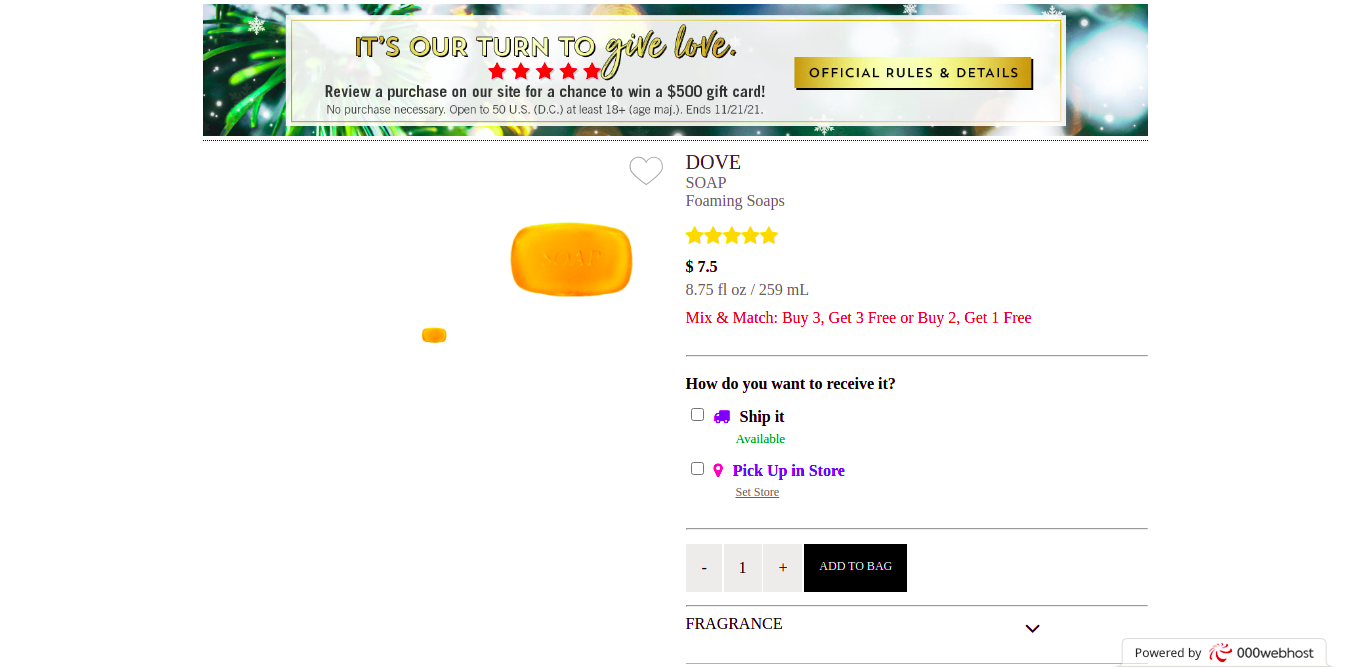 IT'S OUR TURN TO give love.
Review a purchase on our site for a chance to win a $500 gift card!
No purchase necessary. Open to 50 U.S. (D.C.) at least 18+ (age maj.). Ends 11/21/21.
OFFICIAL RULES & DETAILS
DOVE
SOAP
Foaming Soaps
SOAP
$ 7.5
8.75 fl oz / 259 mL
Mix & Match: Buy 3, Get 3 Free or Buy 2, Get 1 Free
How do you want to receive it?
Ship it
Available
Pick Up in Store
Set Store
- 1 + ADD TO BAG
FRAGRANCE
Powered by 000webhost